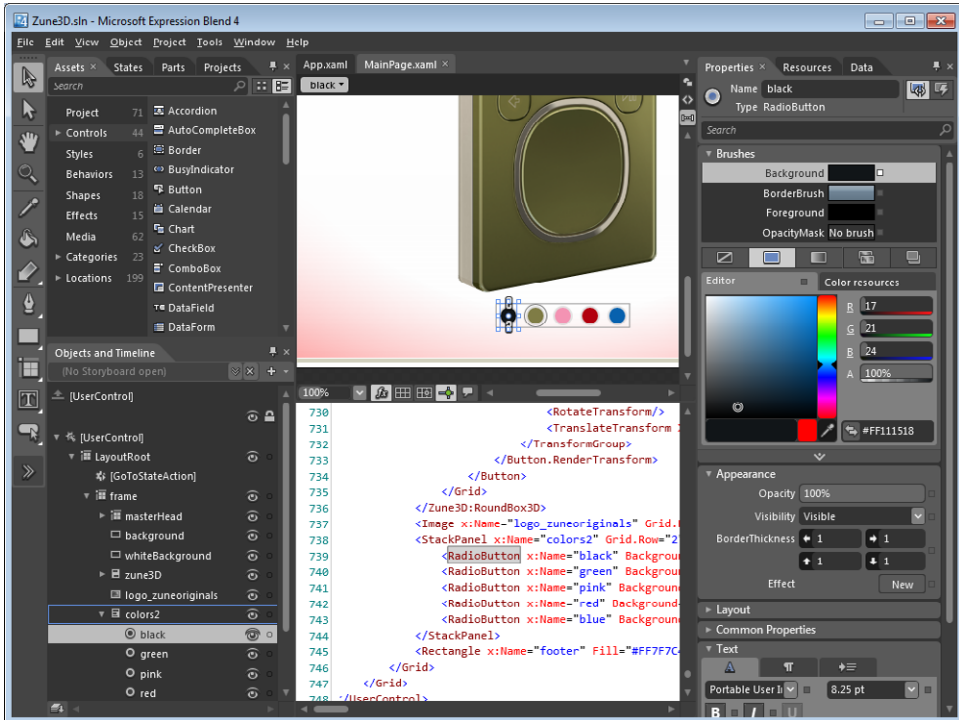 Zune3D.sln - Microsoft Expression Blend 4
File Edit View Object Project Tools Window Help
Assets × States Parts Projects
Search
Project 71
Controls 44
Styles 6
Behaviors 13
Shapes 18
Effects 15
Media 62
Categories 23
Locations 199
Accordion
AutoCompleteBox
Border
BusyIndicator
Button
Calendar
Chart
CheckBox
ComboBox
ContentPresenter
DataField
DataForm
Objects and Timeline
(No Storyboard open)
[UserControl]
[UserControl]
LayoutRoot
[GoToStateAction]
frame
masterHead
background
whiteBackground
zune3D
logo_zuneoriginals
colors2
black
green
pink
red
App.xaml MainPage.xaml ×
black
100%
730 <RotateTransform/>
731 <TranslateTransform
732 </TransformGroup>
733 </Button.RenderTransform>
734 </Button>
735 </Grid>
736 </Zune3D:RoundBox3D>
737 <Image x:Name="logo_zuneoriginals" Grid.
738 <StackPanel x:Name="colors2" Grid.Row="2
739 <RadioButton x:Name="black" Backgroun
740 <RadioButton x:Name="green" Backgroun
741 <RadioButton x:Name="pink" Backgroun
742 <RadioButton x:Name="red" Background
743 <RadioButton x:Name="blue" Backgroun
744 </StackPanel>
745 <Rectangle x:Name="footer" Fill="#FF7F7C
746 </Grid>
747 </Grid>
748 </UserControl>
Properties × Resources Data
Name black
Type RadioButton
Search
Brushes
Background
BorderBrush
Foreground
OpacityMask No brush
Editor Color resources
R 17
G 21
B 24
A 100%
#FF111518
Appearance
Opacity 100%
Visibility Visible
BorderThickness 1 1
1 1
Effect New
Layout
Common Properties
Text
Portable User 8.25 pt
B I U